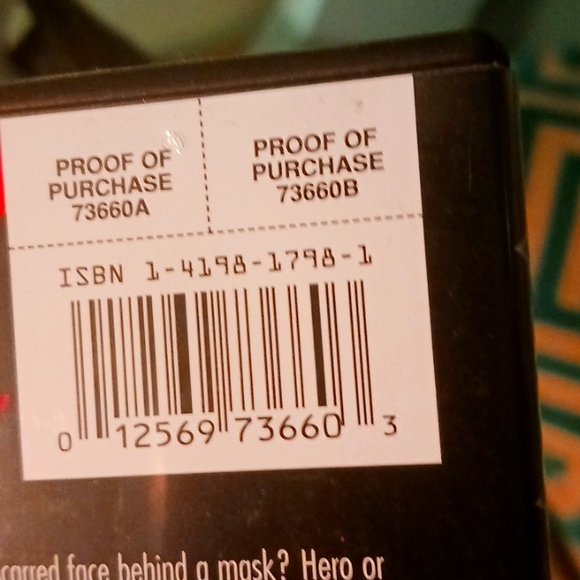 PROOF OF
PURCHASE
73660A
PROOF OF
PURCHASE
73660B
ISBN 1-4198-1798-1
0 12569 73660 3
scarred face behind a mask? Hero or